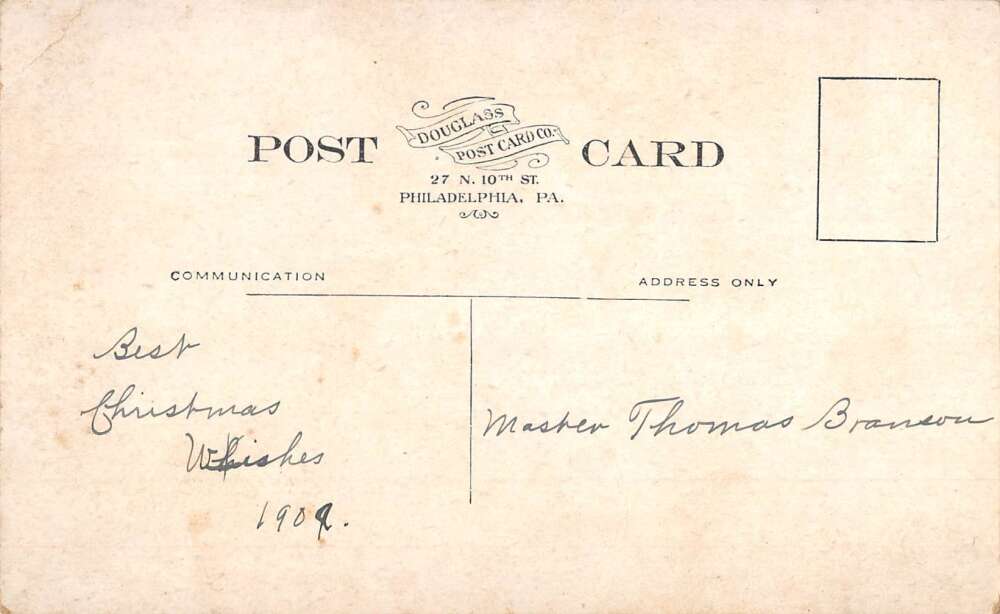 POST CARD
DOUGLASS
POST CARD CO.
27 N. 10TH ST.
PHILADELPHIA, PA.
COMMUNICATION
ADDRESS ONLY
Best
Christmas
Wishes
1909.
Master Thomas Branson